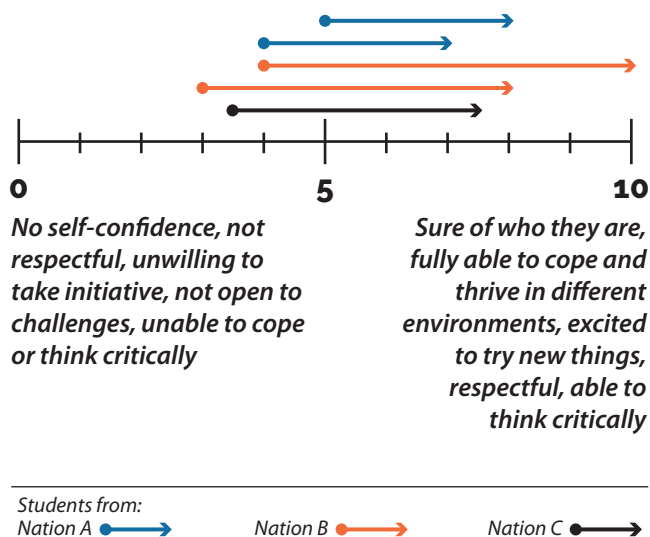 0 5 10
No self-confidence, not
respectful, unwilling to
take initiative, not open to
challenges, unable to cope
or think critically
Sure of who they are,
fully able to cope and
thrive in different
environments, excited
to try new things,
respectful, able to
think critically
Students from:
Nation A Nation B Nation C